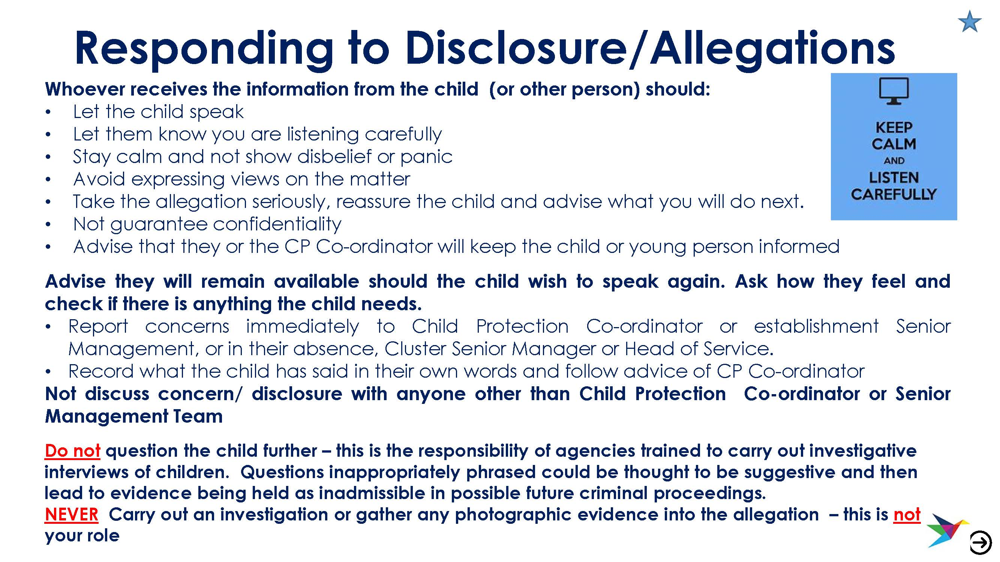 Responding to Disclosure/Allegations
Whoever receives the information from the child (or other person) should:
• Let the child speak
• Let them know you are listening carefully
• Stay calm and not show disbelief or panic
• Avoid expressing views on the matter
• Take the allegation seriously, reassure the child and advise what you will do next.
• Not guarantee confidentiality
• Advise that they or the CP Co-ordinator will keep the child or young person informed
KEEP
CALM
AND
LISTEN
CAREFULLY
Advise they will remain available should the child wish to speak again. Ask how they feel and
check if there is anything the child needs.
• Report concerns immediately to Child Protection Co-ordinator or establishment Senior
Management, or in their absence, Cluster Senior Manager or Head of Service.
• Record what the child has said in their own words and follow advice of CP Co-ordinator
Not discuss concern/ disclosure with anyone other than Child Protection Co-ordinator or Senior
Management Team
Do not question the child further – this is the responsibility of agencies trained to carry out investigative
interviews of children. Questions inappropriately phrased could be thought to be suggestive and then
lead to evidence being held as inadmissible in possible future criminal proceedings.
NEVER Carry out an investigation or gather any photographic evidence into the allegation – this is not
your role